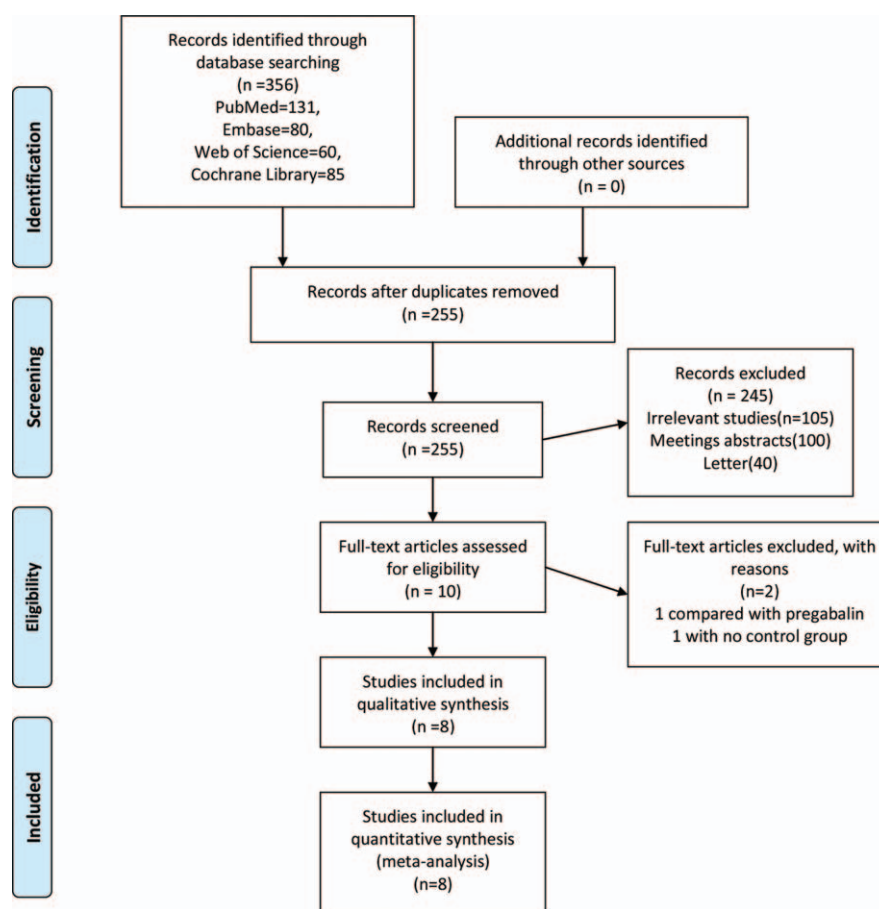 Records identified through
database searching
(n =356)
PubMed=131,
Embase=80,
Web of Science=60,
Cochrane Library=85
Additional records identified
through other sources
(n = 0)
Identification
Records after duplicates removed
(n =255)
Screening
Records screened
(n =255)
Records excluded
(n = 245)
Irrelevant studies(n=105)
Meetings abstracts(100)
Letter(40)
Eligibility
Full-text articles assessed
for eligibility
(n = 10)
Full-text articles excluded, with
reasons
(n=2)
1 compared with pregabalin
1 with no control group
Studies included in
qualitative synthesis
(n =8)
Included
Studies included in
quantitative synthesis
(meta-analysis)
(n=8)